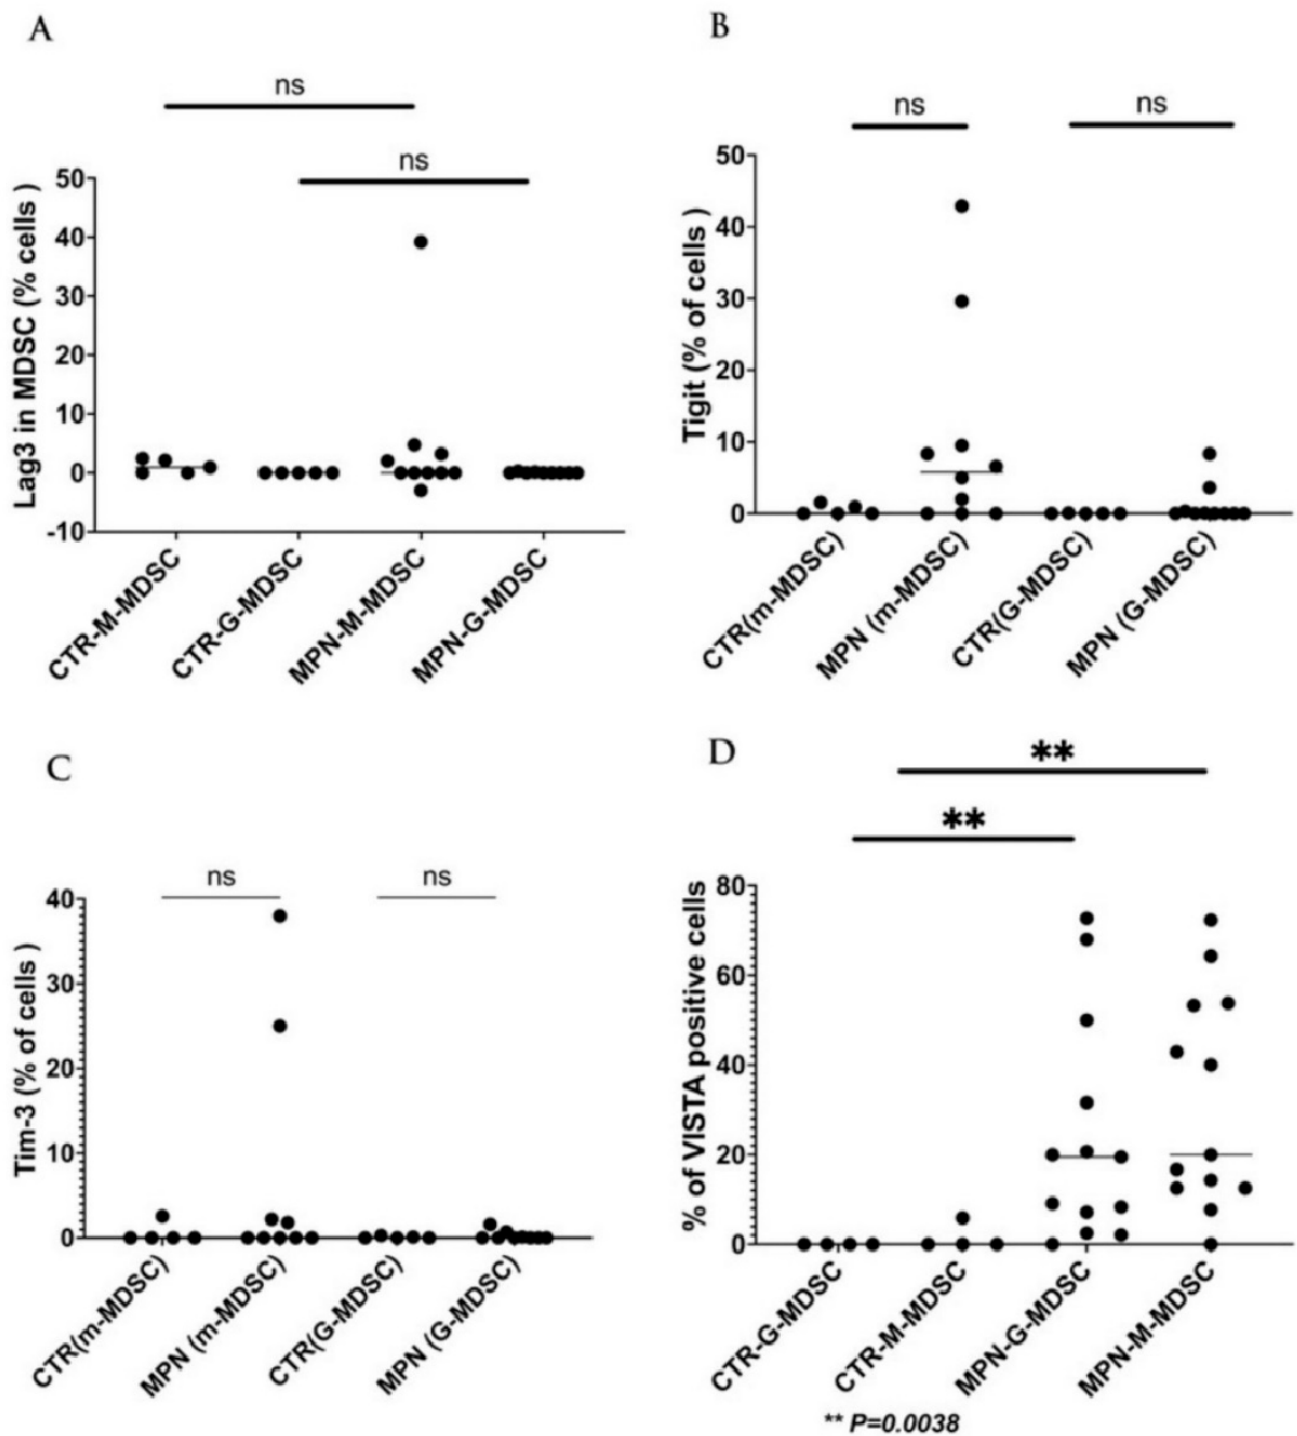 A
ns
ns
Lag3 in MDSC (% cells )
50
40
30
20
10
0
-10
CTR-M-MDSC
CTR-G-MDSC
MPN-M-MDSC
MPN-G-MDSC
B
ns
ns
Tigit (% of cells )
50
40
30
20
10
0
CTR(m-MDSC)
MPN (m-MDSC)
CTR(G-MDSC)
MPN (G-MDSC)
C
ns
ns
Tim-3 (% of cells )
40
30
20
10
0
CTR(m-MDSC)
MPN (m-MDSC)
CTR(G-MDSC)
MPN (G-MDSC)
D
**
**
% of VISTA positive cells
80
60
40
20
0
CTR-G-MDSC
CTR-M-MDSC
MPN-G-MDSC
MPN-M-MDSC
** P=0.0038